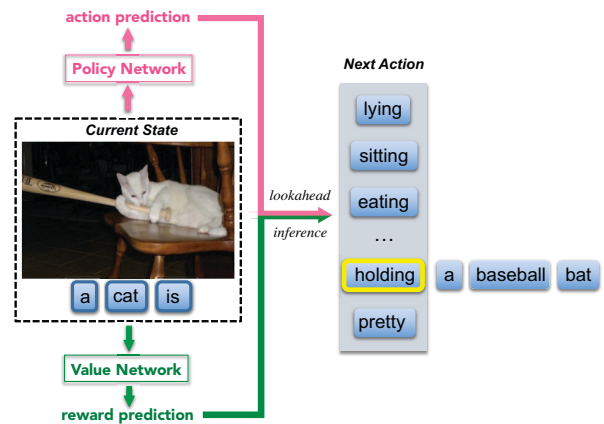 action prediction
Policy Network
Current State
a cat is
Value Network
reward prediction
lookahead
inference
Next Action
lying
sitting
eating
...
holding a baseball bat
pretty